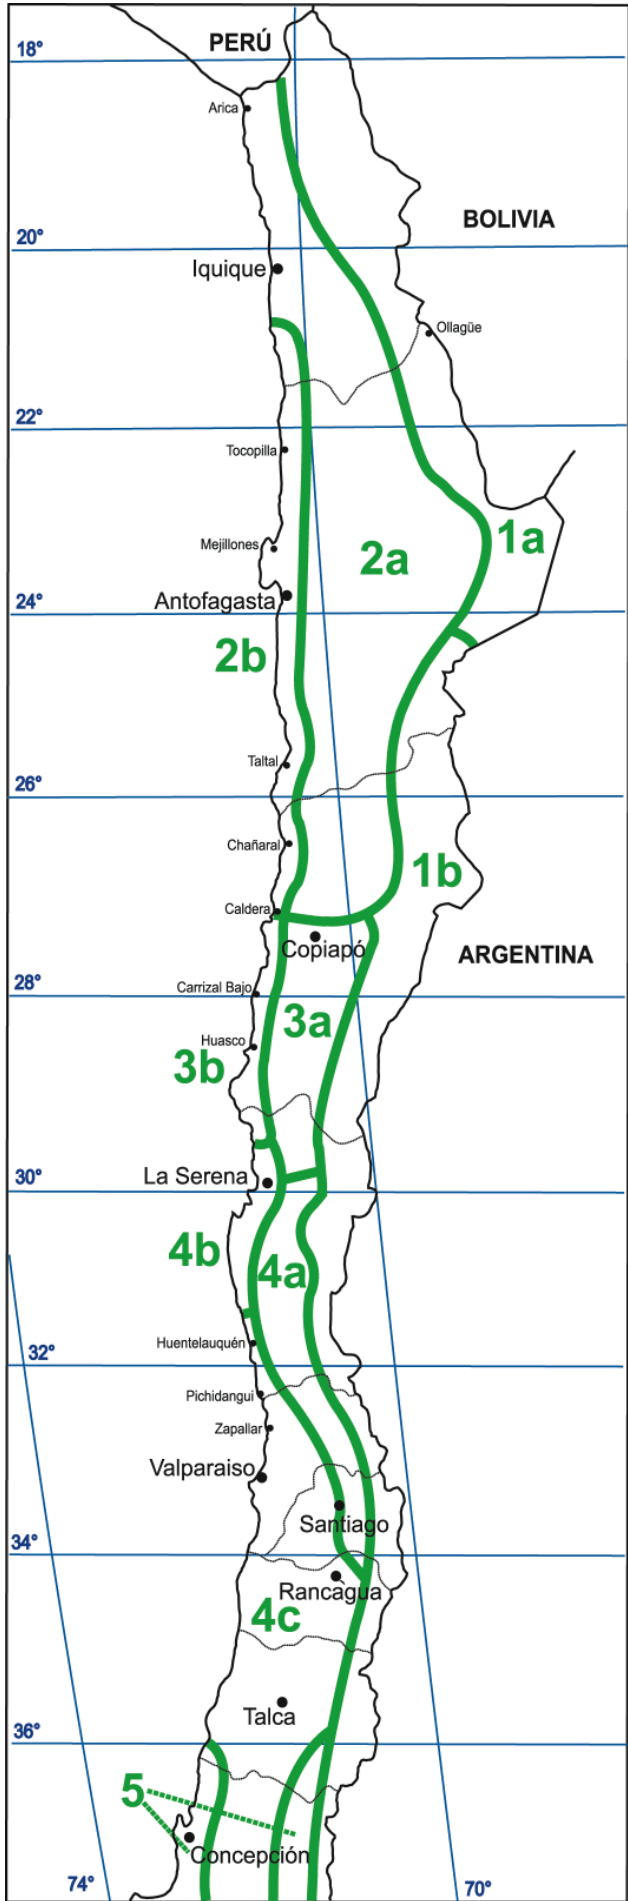 PERÚ
18°
Arica
BOLIVIA
20°
Iquique
Ollagüe
22°
Tocopilla
1a
Mejillones
2a
Antofagasta
24°
2b
Taltal
26°
Chañaral
1b
Caldera
Copiapó
ARGENTINA
Carrizal Bajo
28°
3a
Huasco
3b
La Serena
30°
4b
4a
Huentelauquén
32°
Pichidangui
Zapallar
Valparaiso
Santiago
34°
Rancagua
4c
Talca
36°
5
Concepción
74°
70°